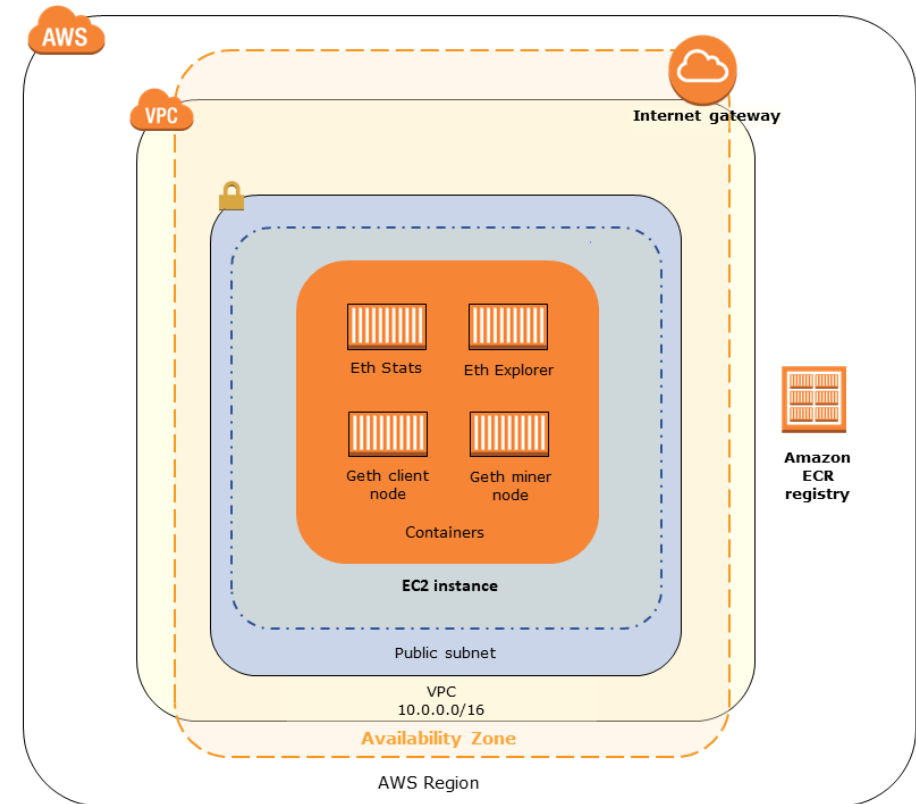 AWS
VPC
Internet gateway
Eth Stats
Eth Explorer
Geth client
node
Geth miner
node
Containers
EC2 instance
Public subnet
VPC
10.0.0.0/16
Availability Zone
AWS Region
Amazon
ECR
registry